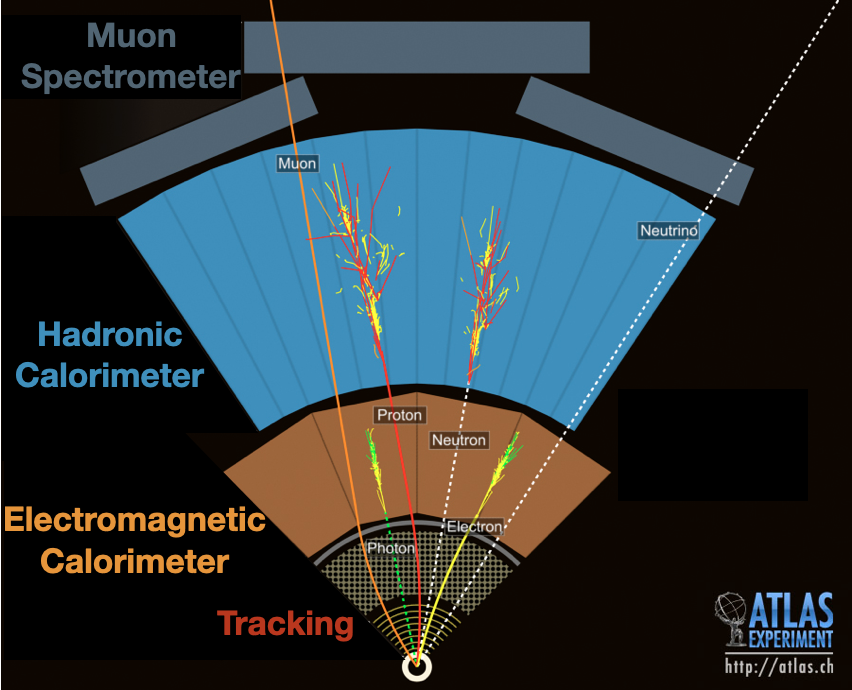 Muon
Spectrometer
Muon
Neutrino
Hadronic
Calorimeter
Proton
Neutron
Electromagnetic
Calorimeter
Electron
Photon
Tracking
ATLAS
EXPERIMENT
http://atlas.ch